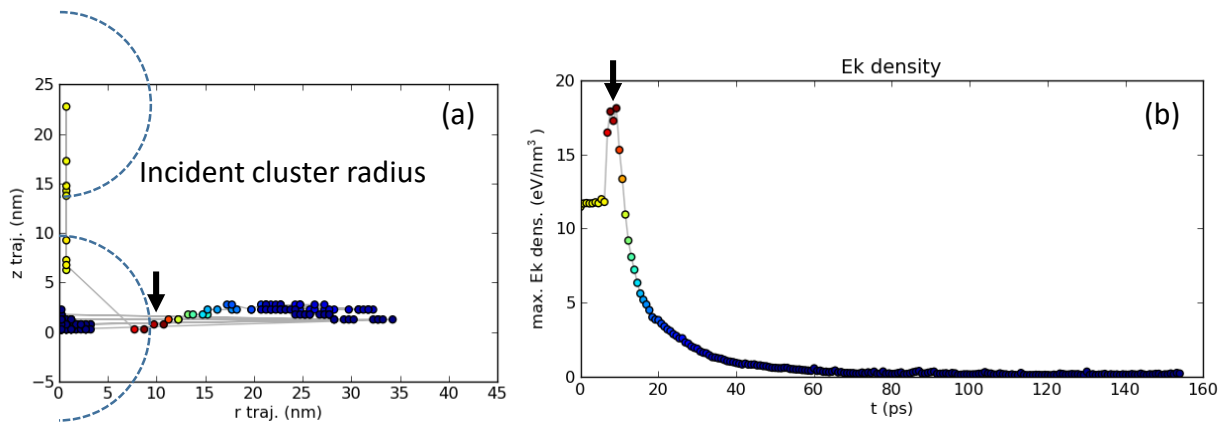 (a)
Incident cluster radius
z traj. (nm)
25
20
15
10
5
0
−5
0 5 10 15 20 25 30 35 40 45
r traj. (nm)
Ek density
(b)
max. Ek dens. (eV/nm³)
20
15
10
5
0
0 20 40 60 80 100 120 140 160
t (ps)